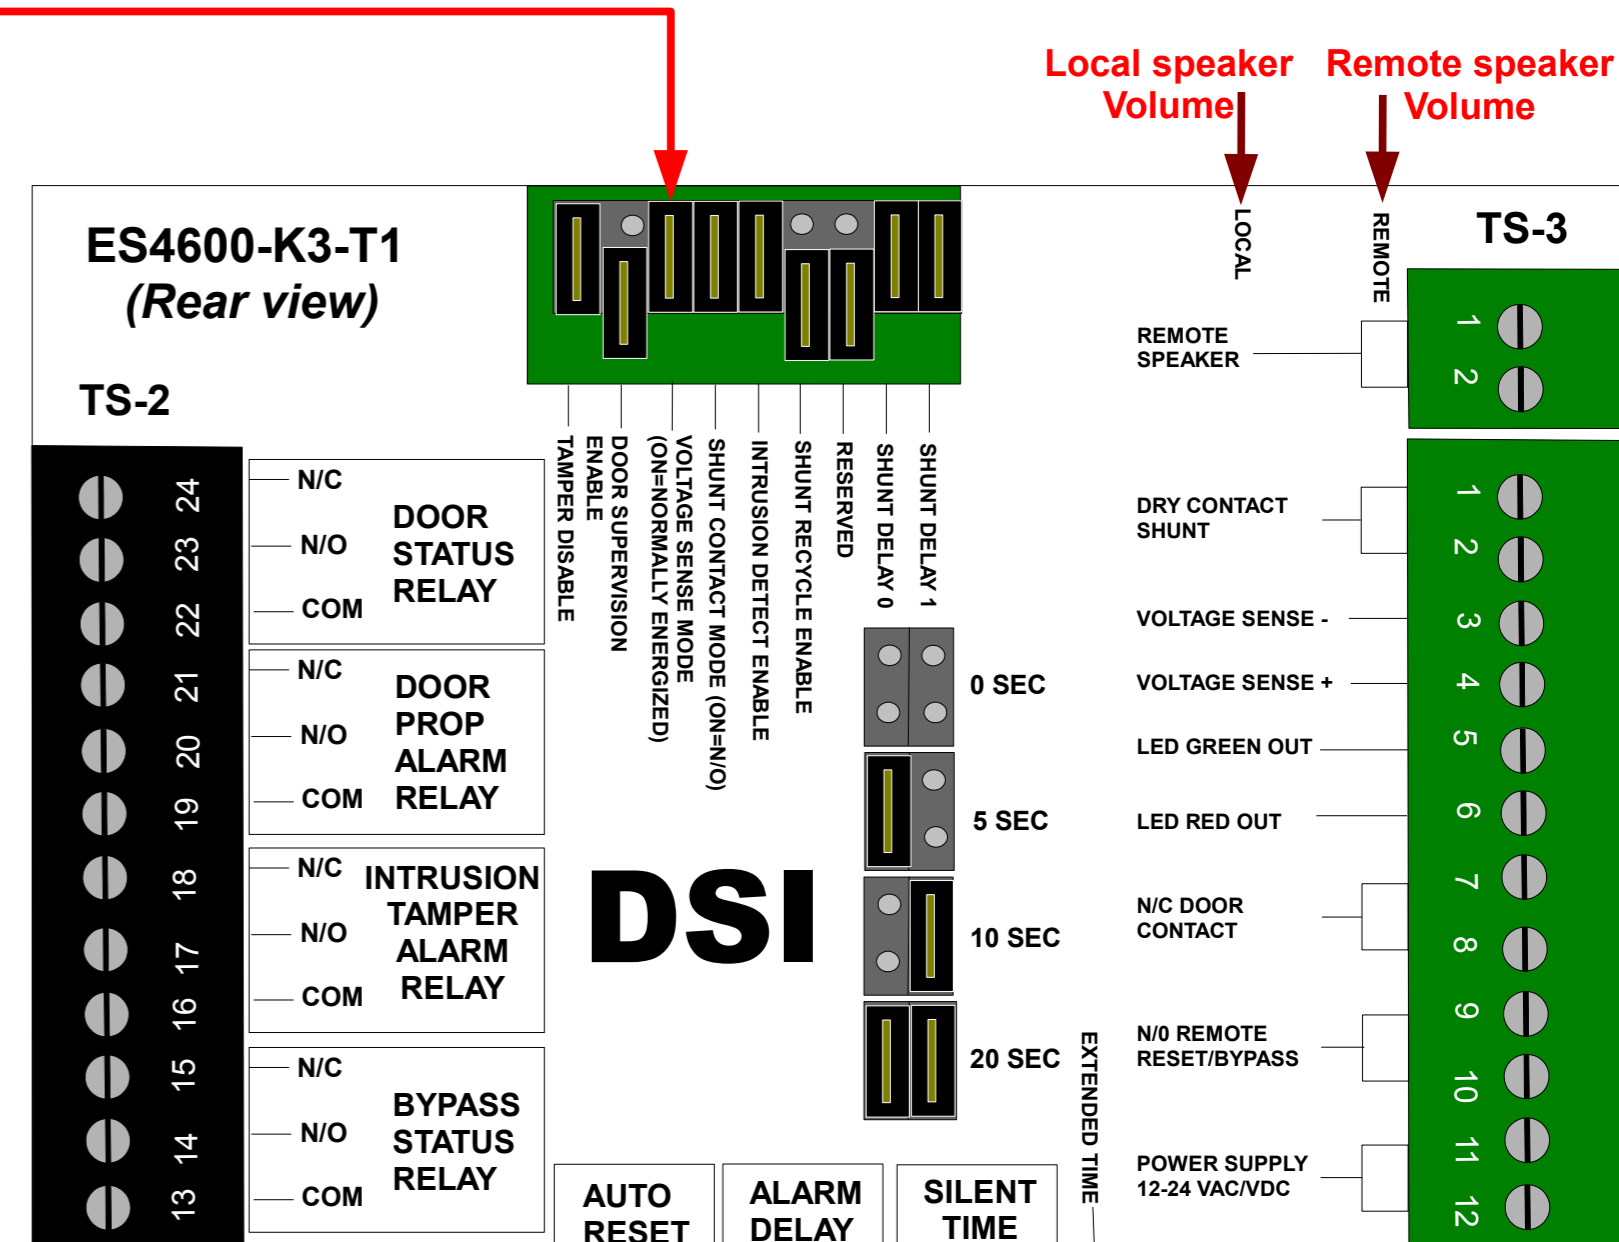 Local speaker
Volume
Remote speaker
Volume
ES4600-K3-T1
(Rear view)
LOCAL
REMOTE
TS-3
TS-2
TAMPER DISABLE
DOOR SUPERVISION
ENABLE
VOLTAGE SENSE MODE
(ON=NORMALLY ENERGIZED)
SHUNT CONTACT MODE (ON=N/O)
INTRUSION DETECT ENABLE
SHUNT RECYCLE ENABLE
RESERVED
SHUNT DELAY 0
SHUNT DELAY 1
24
23
22
21
20
19
18
17
16
15
14
13
N/C
N/O
COM
DOOR
STATUS
RELAY
N/C
N/O
COM
DOOR
PROP
ALARM
RELAY
N/C
N/O
COM
INTRUSION
TAMPER
ALARM
RELAY
N/C
N/O
COM
BYPASS
STATUS
RELAY
DSI
0 SEC
5 SEC
10 SEC
20 SEC
AUTO
RESET
ALARM
DELAY
SILENT
TIME
EXTENDED TIME
REMOTE
SPEAKER
1
2
DRY CONTACT
SHUNT
VOLTAGE SENSE -
VOLTAGE SENSE +
LED GREEN OUT
LED RED OUT
N/C DOOR
CONTACT
N/0 REMOTE
RESET/BYPASS
POWER SUPPLY
12-24 VAC/VDC
1
2
3
4
5
6
7
8
9
10
11
12